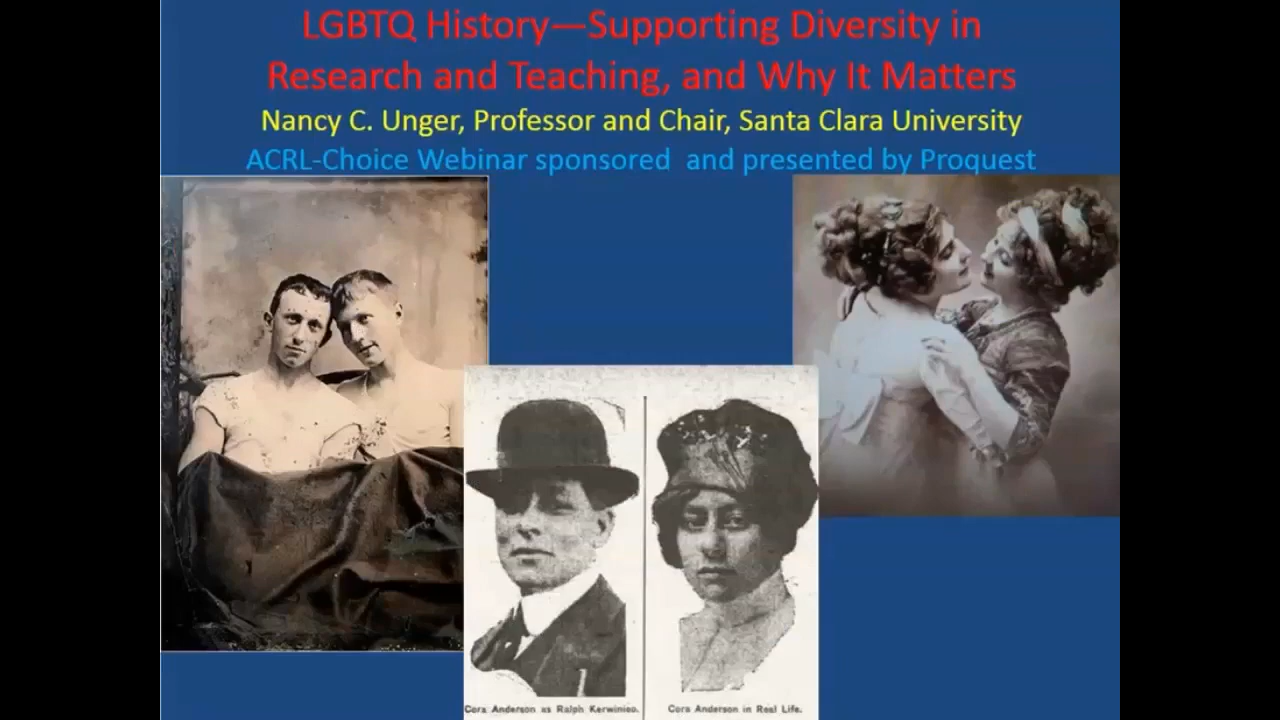 LGBTQ History—Supporting Diversity in
Research and Teaching, and Why It Matters
Nancy C. Unger, Professor and Chair, Santa Clara University
ACRL-Choice Webinar sponsored and presented by Proquest
Cora Anderson as Ralph Kerwinieo.
Cora Anderson in Real Life.